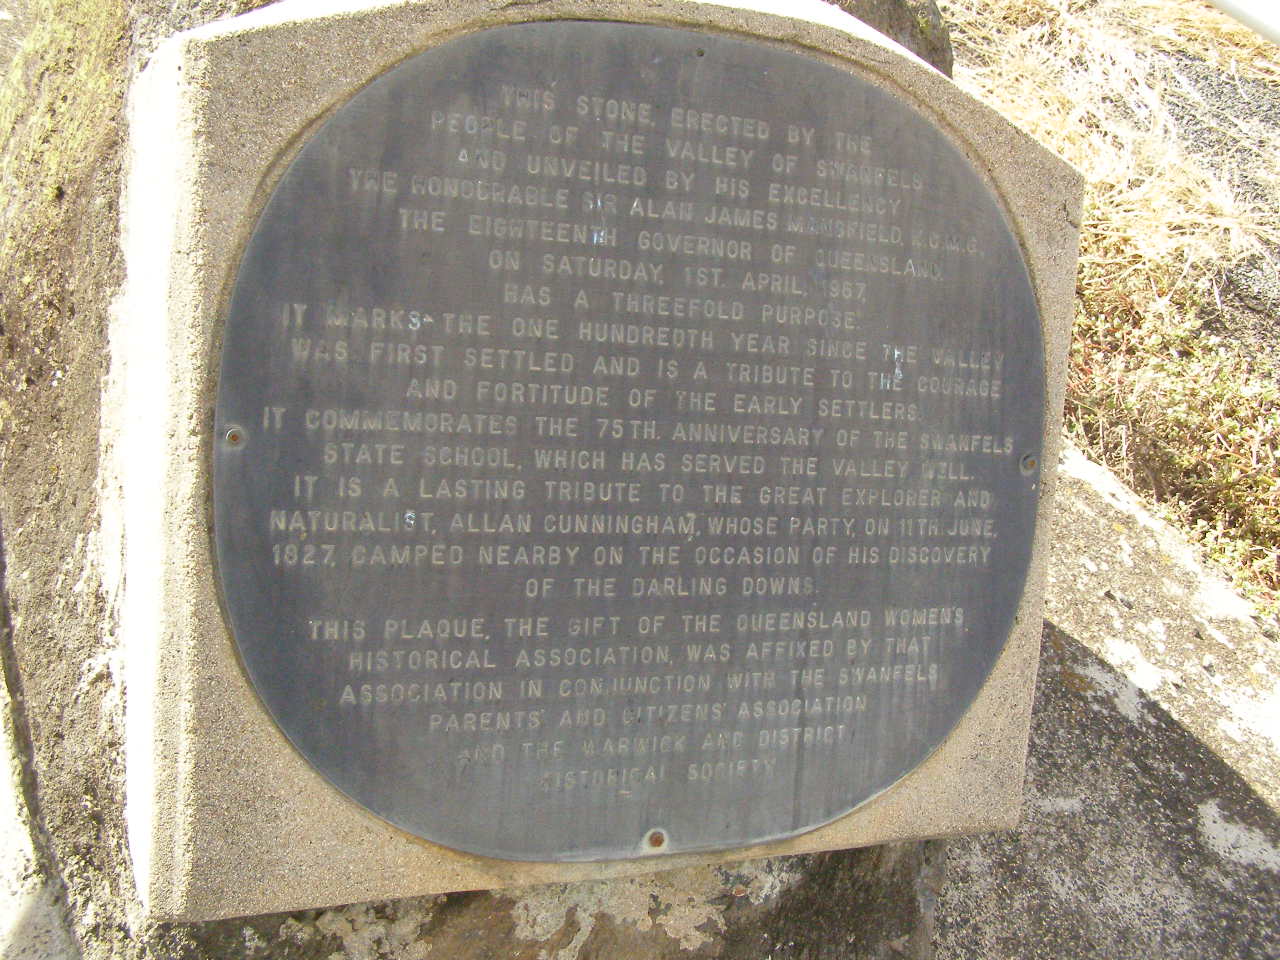 THIS STONE, ERECTED BY THE
PEOPLE OF THE VALLEY OF SWANFELS
AND UNVEILED BY HIS EXCELLENCY
THE HONOURABLE SIR ALAN JAMES MANSFIELD, K.C.M.G.
THE EIGHTEENTH GOVERNOR OF QUEENSLAND,
ON SATURDAY, 1ST. APRIL, 1967,
HAS A THREEFOLD PURPOSE.
IT MARKS THE ONE HUNDREDTH YEAR SINCE THE VALLEY
WAS FIRST SETTLED AND IS A TRIBUTE TO THE COURAGE
AND FORTITUDE OF THE EARLY SETTLERS.
IT COMMEMORATES THE 75TH. ANNIVERSARY OF THE SWANFELS
STATE SCHOOL, WHICH HAS SERVED THE VALLEY WELL.
IT IS A LASTING TRIBUTE TO THE GREAT EXPLORER AND
NATURALIST, ALLAN CUNNINGHAM, WHOSE PARTY, ON 11TH. JUNE,
1827, CAMPED NEARBY ON THE OCCASION OF HIS DISCOVERY
OF THE DARLING DOWNS.
THIS PLAQUE, THE GIFT OF THE QUEENSLAND WOMEN'S
HISTORICAL ASSOCIATION, WAS AFFIXED BY THAT
ASSOCIATION IN CONJUNCTION WITH THE SWANFELS
PARENTS' AND CITIZENS' ASSOCIATION
AND THE WARWICK AND DISTRICT
HISTORICAL SOCIETY